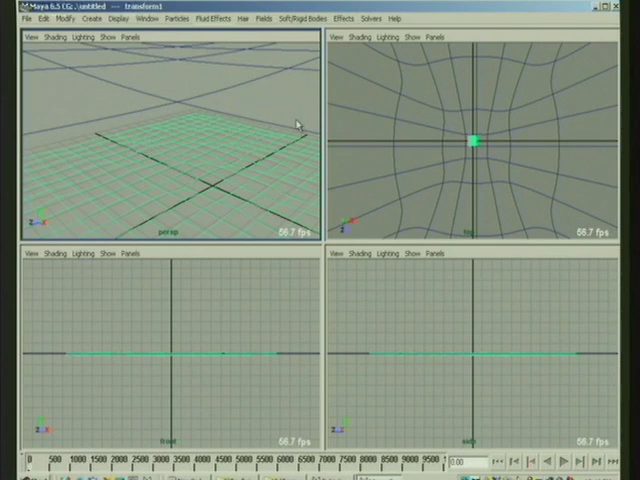 Maya 6.5 (C: .\untitled --- transform1
File Edit Modify Create Display Window Particles Fluid Effects Hair Fields Soft/Rigid Bodies Effects Solvers Help
View Shading Lighting Show Panels
View Shading Lighting Show Panels
persp 56.7 fps
top 56.7 fps
View Shading Lighting Show Panels
View Shading Lighting Show Panels
front 56.7 fps
side 56.7 fps
0 500 1000 1500 2000 2500 3000 3500 4000 4500 5000 5500 6000 6500 7000 7500 8000 8500 9000 9500 0.00